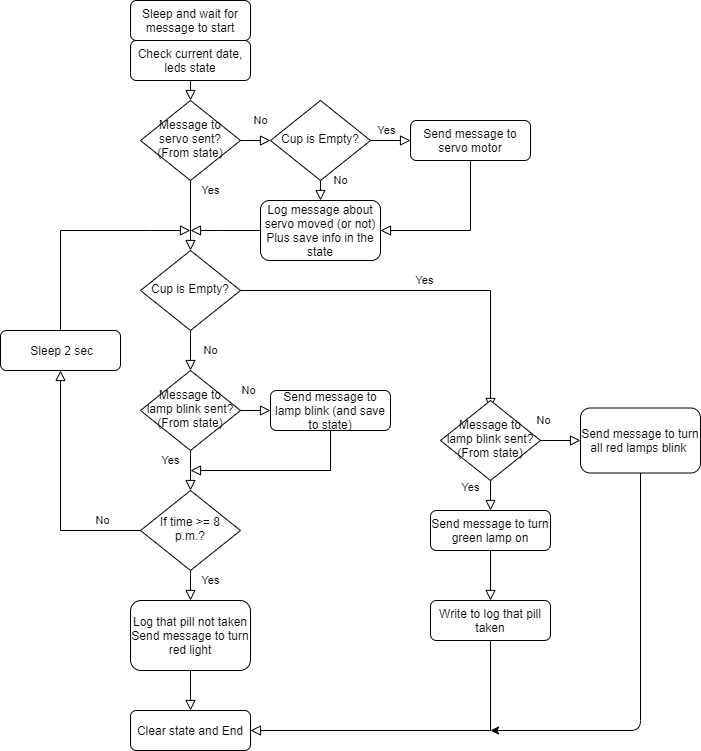 Sleep and wait for
message to start
Check current date,
leds state
Message to
servo sent?
(From state)
No
Cup is Empty?
Yes
Send message to
servo motor
Yes
No
Log message about
servo moved (or not)
Plus save info in the
state
Cup is Empty?
Yes
Sleep 2 sec
No
Message to
lamp blink sent?
(From state)
No
Send message to
lamp blink (and save
to state)
Message to
lamp blink sent?
(From state)
No
Send message to turn
all red lamps blink
Yes
Yes
If time >= 8
p.m.?
No
Send message to turn
green lamp on
Yes
Log that pill not taken
Send message to turn
red light
Write to log that pill
taken
Clear state and End